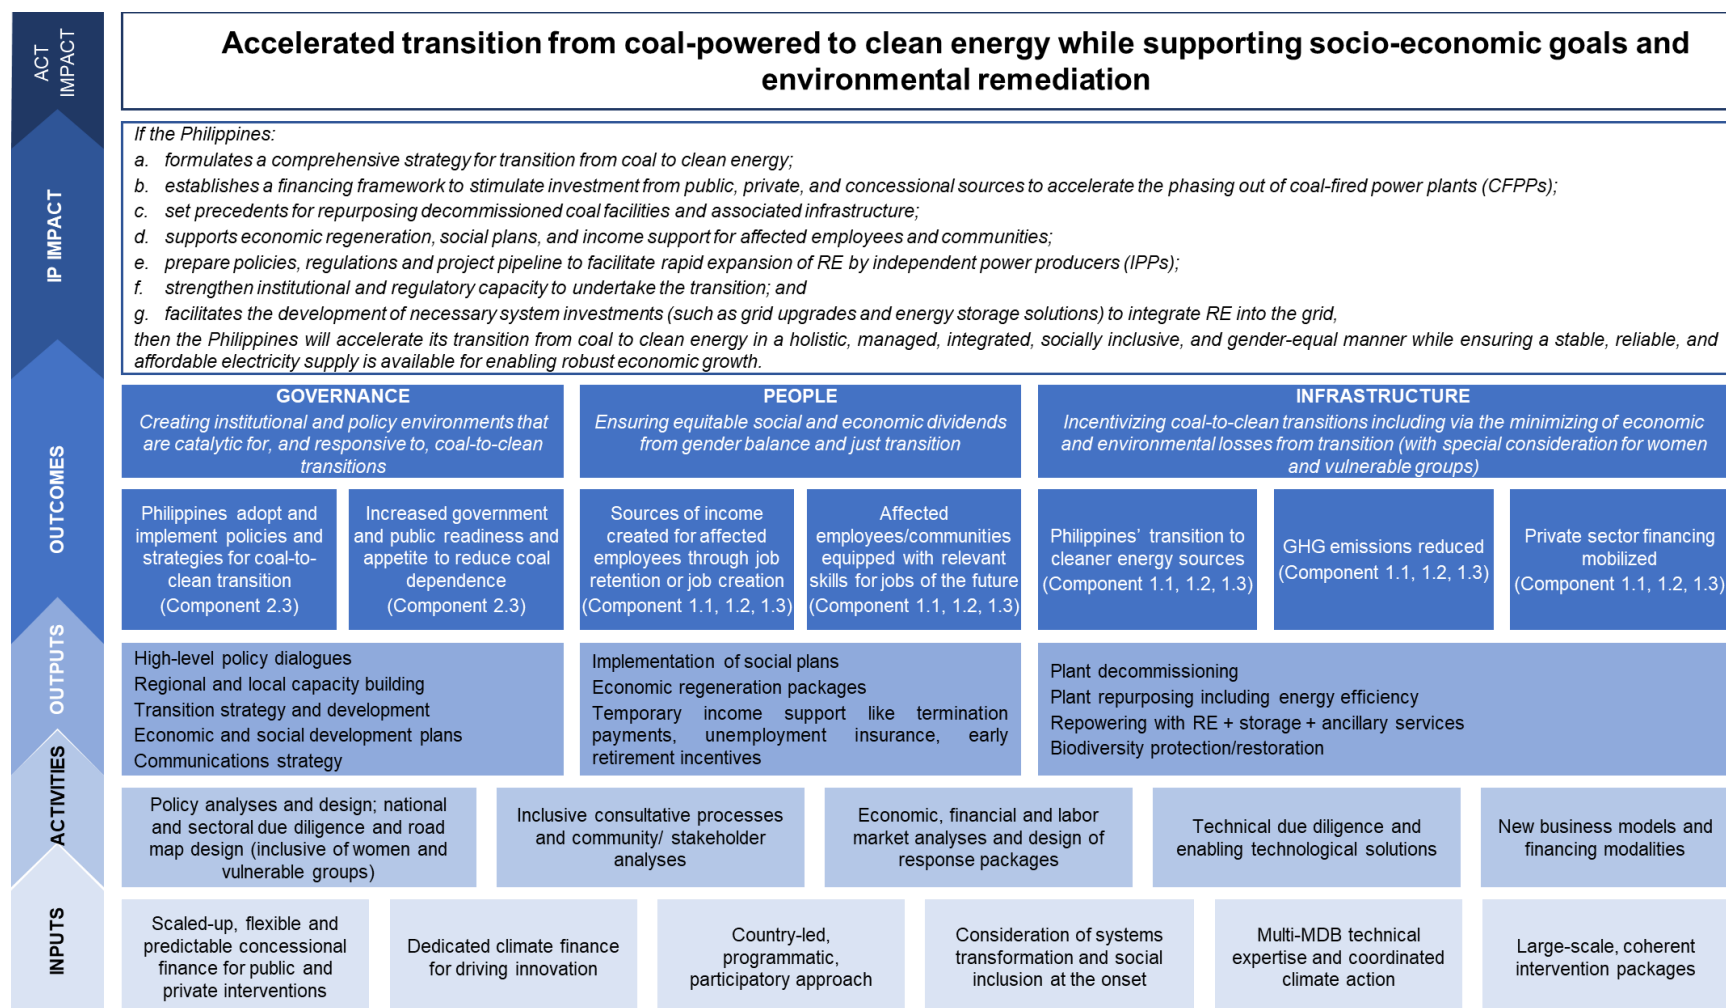 ACT
IMPACT
Accelerated transition from coal-powered to clean energy while supporting socio-economic goals and
environmental remediation
IP IMPACT
If the Philippines:
a. formulates a comprehensive strategy for transition from coal to clean energy;
b. establishes a financing framework to stimulate investment from public, private, and concessional sources to accelerate the phasing out of coal-fired power plants (CFPPs);
c. set precedents for repurposing decommissioned coal facilities and associated infrastructure;
d. supports economic regeneration, social plans, and income support for affected employees and communities;
e. prepare policies, regulations and project pipeline to facilitate rapid expansion of RE by independent power producers (IPPs);
f. strengthen institutional and regulatory capacity to undertake the transition; and
g. facilitates the development of necessary system investments (such as grid upgrades and energy storage solutions) to integrate RE into the grid,
then the Philippines will accelerate its transition from coal to clean energy in a holistic, managed, integrated, socially inclusive, and gender-equal manner while ensuring a stable, reliable, and
affordable electricity supply is available for enabling robust economic growth.
OUTCOMES
GOVERNANCE
Creating institutional and policy environments that
are catalytic for, and responsive to, coal-to-clean
transitions
PEOPLE
Ensuring equitable social and economic dividends
from gender balance and just transition
INFRASTRUCTURE
Incentivizing coal-to-clean transitions including via the minimizing of economic
and environmental losses from transition (with special consideration for women
and vulnerable groups)
Philippines adopt and
implement policies and
strategies for coal-to-
clean transition
(Component 2.3)
Increased government
and public readiness and
appetite to reduce coal
dependence
(Component 2.3)
Sources of income
created for affected
employees through job
retention or job creation
(Component 1.1, 1.2, 1.3)
Affected
employees/communities
equipped with relevant
skills for jobs of the future
(Component 1.1, 1.2, 1.3)
Philippines' transition to
cleaner energy sources
(Component 1.1, 1.2, 1.3)
GHG emissions reduced
(Component 1.1, 1.2, 1.3)
Private sector financing
mobilized
(Component 1.1, 1.2, 1.3)
OUTPUTS
High-level policy dialogues
Regional and local capacity building
Transition strategy and development
Economic and social development plans
Communications strategy
Implementation of social plans
Economic regeneration packages
Temporary income support like termination
payments, unemployment insurance, early
retirement incentives
Plant decommissioning
Plant repurposing including energy efficiency
Repowering with RE + storage + ancillary services
Biodiversity protection/restoration
ACTIVITIES
Policy analyses and design; national
and sectoral due diligence and road
map design (inclusive of women and
vulnerable groups)
Inclusive consultative processes
and community/ stakeholder
analyses
Economic, financial and labor
market analyses and design of
response packages
Technical due diligence and
enabling technological solutions
New business models and
financing modalities
INPUTS
Scaled-up, flexible and
predictable concessional
finance for public and
private interventions
Dedicated climate finance
for driving innovation
Country-led,
programmatic,
participatory approach
Consideration of systems
transformation and social
inclusion at the onset
Multi-MDB technical
expertise and coordinated
climate action
Large-scale, coherent
intervention packages